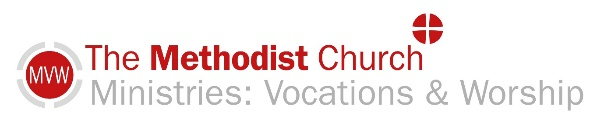 MVW
The Methodist Church
Ministries: Vocations & Worship